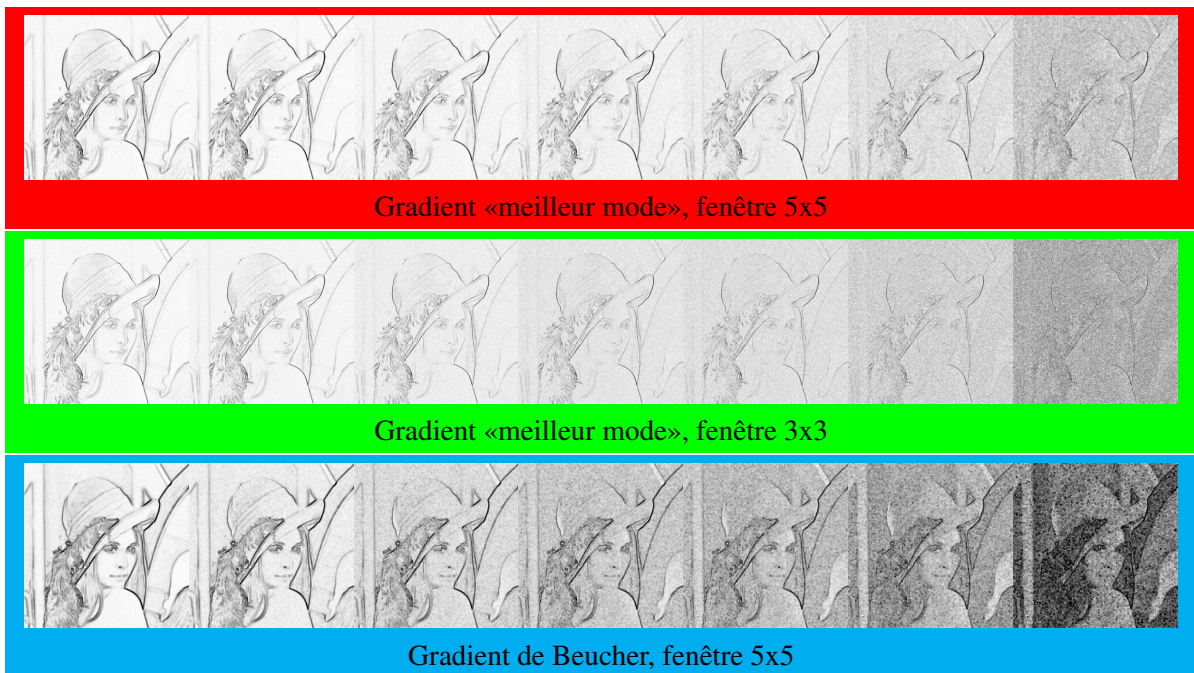 Gradient «meilleur mode», fenêtre 5x5
Gradient «meilleur mode», fenêtre 3x3
Gradient de Beucher, fenêtre 5x5